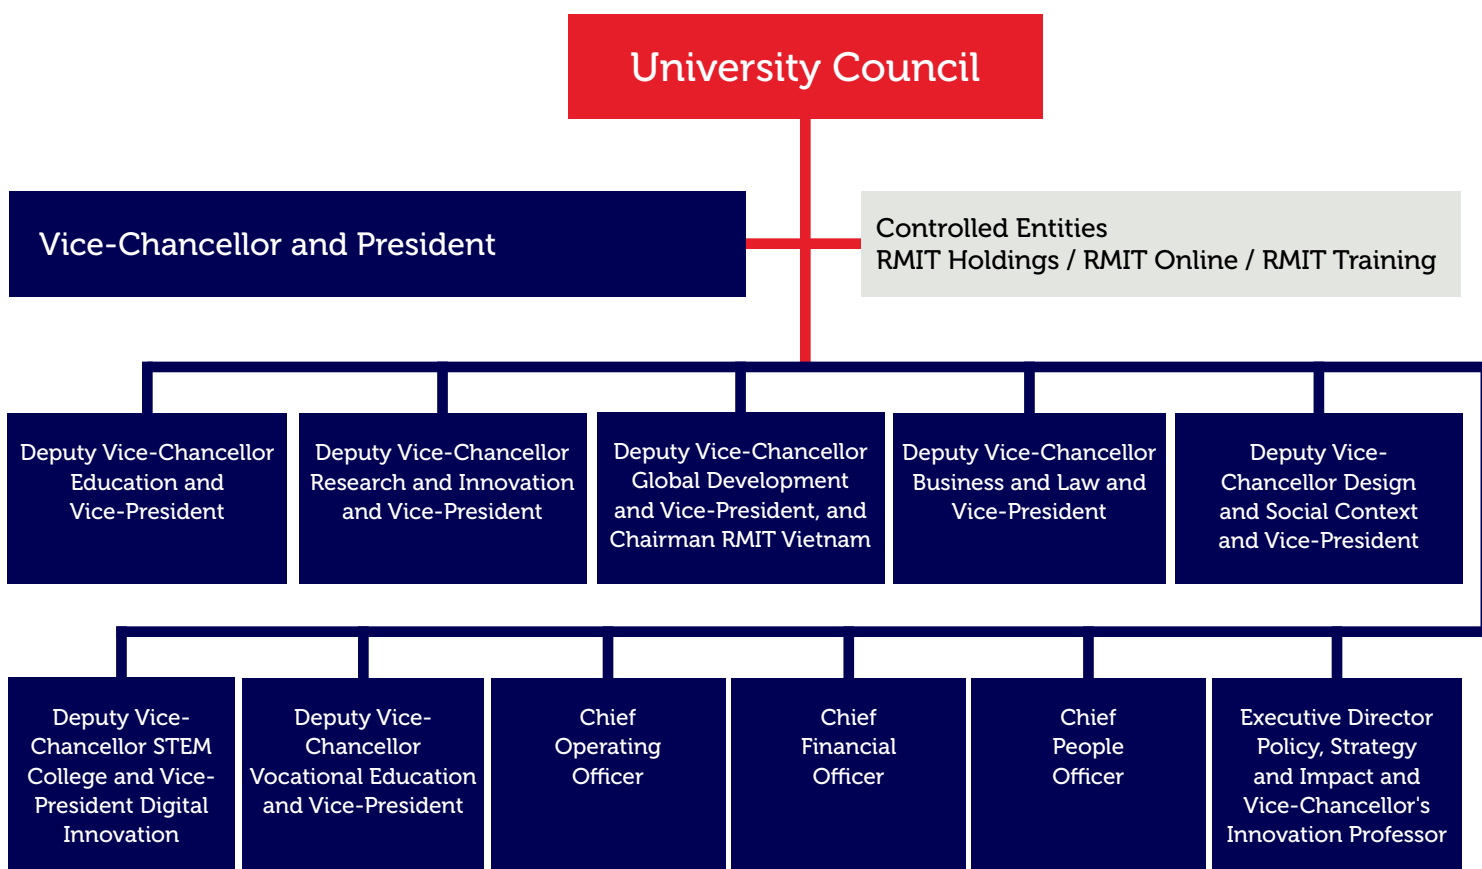 University Council
Vice-Chancellor and President
Controlled Entities
RMIT Holdings / RMIT Online / RMIT Training
Deputy Vice-Chancellor
Education and
Vice-President
Deputy Vice-Chancellor
Research and Innovation
and Vice-President
Deputy Vice-Chancellor
Global Development
and Vice-President, and
Chairman RMIT Vietnam
Deputy Vice-Chancellor
Business and Law and
Vice-President
Deputy Vice-
Chancellor Design
and Social Context
and Vice-President
Deputy Vice-
Chancellor STEM
College and Vice-
President Digital
Innovation
Deputy Vice-
Chancellor
Vocational Education
and Vice-President
Chief
Operating
Officer
Chief
Financial
Officer
Chief
People
Officer
Executive Director
Policy, Strategy
and Impact and
Vice-Chancellor's
Innovation Professor